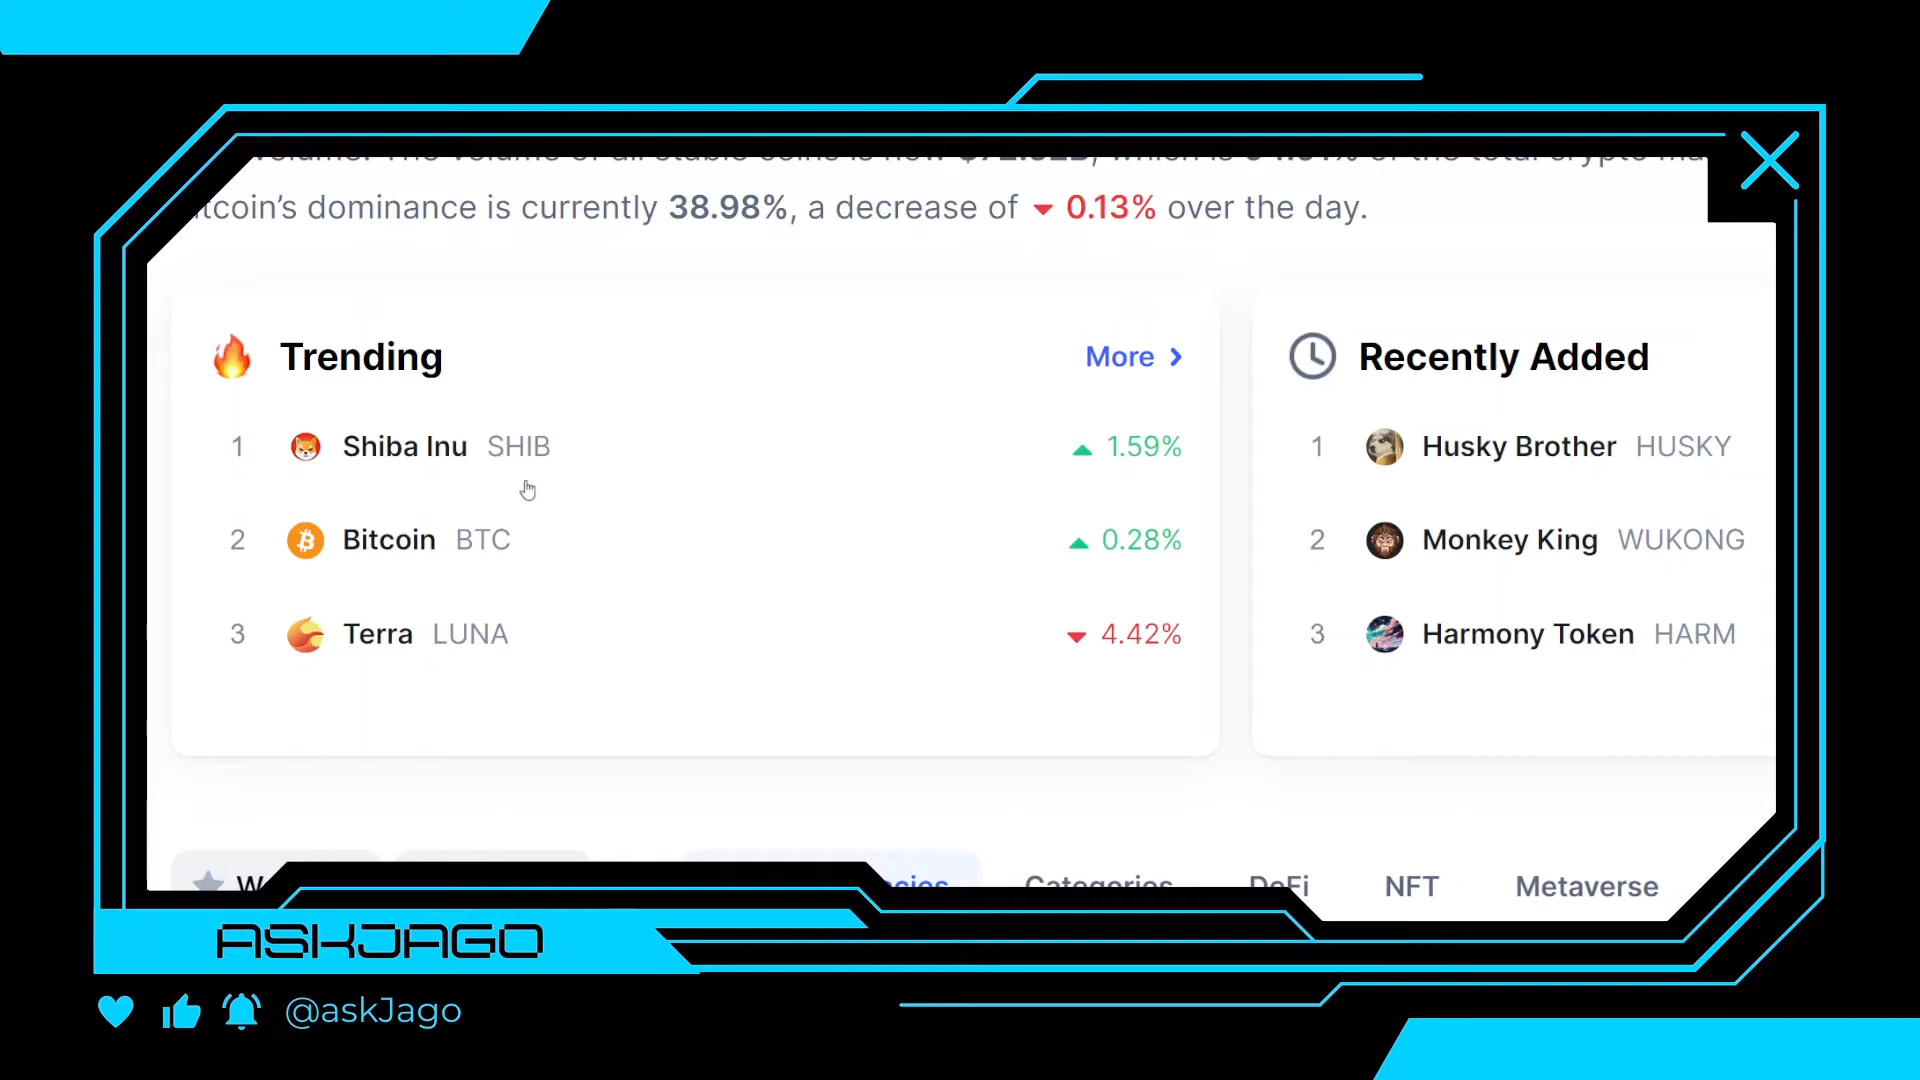 tcoin's dominance is currently 38.98%, a decrease of ▼ 0.13% over the day.
Trending
More >
1 Shiba Inu SHIB ▲ 1.59%
2 Bitcoin BTC ▲ 0.28%
3 Terra LUNA ▼ 4.42%
Recently Added
1 Husky Brother HUSKY
2 Monkey King WUKONG
3 Harmony Token HARM
Categories DeFi NFT Metaverse
ASKJAGO
@askJago